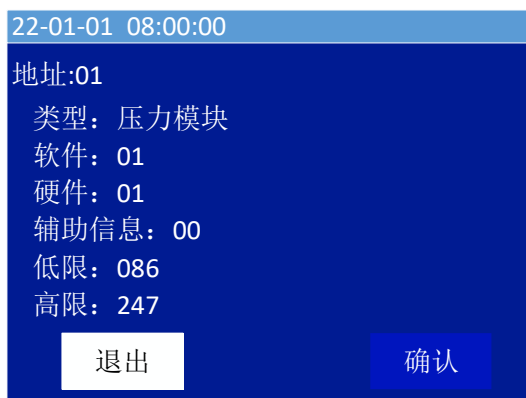 22-01-01 08:00:00
地址:01
类型：压力模块
软件：01
硬件：01
辅助信息：00
低限：086
高限：247
退出 确认